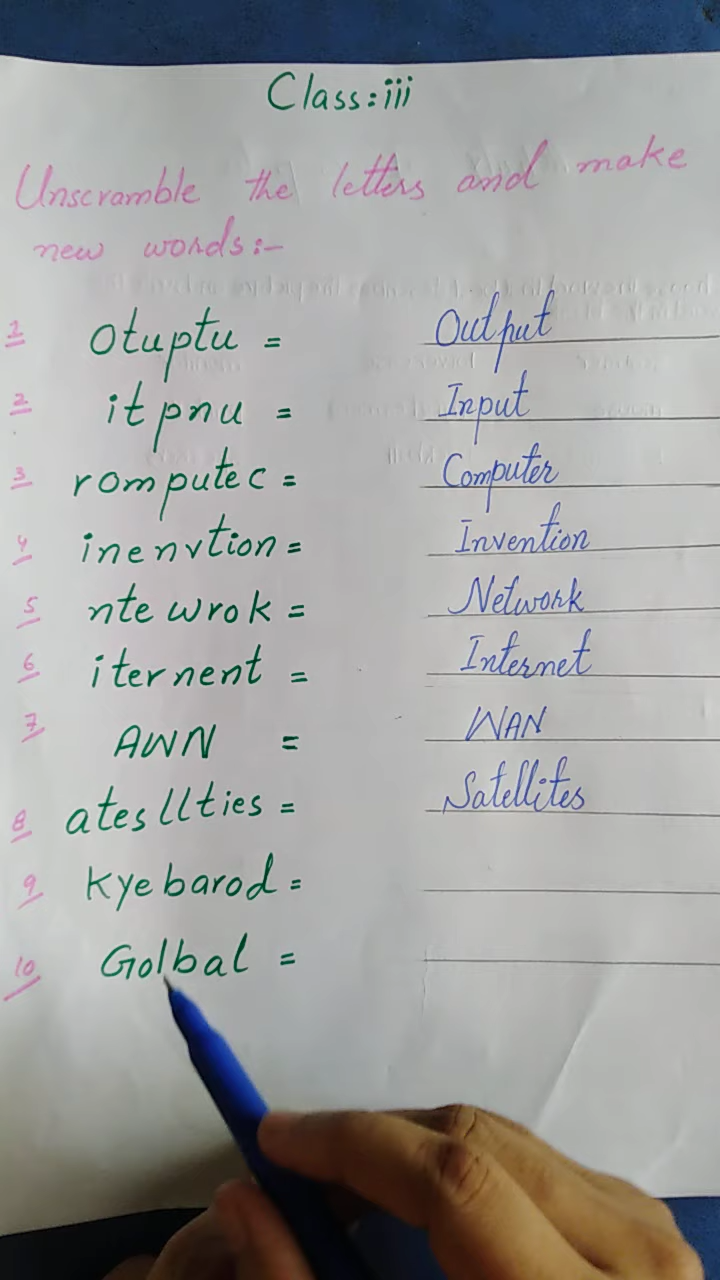 Class:iii
Unscramble the letters and make
new words:-
1 Otuptu = Output
2 itpnu = Input
3 romputec = Computer
4 inenvtion = Invention
5 ntewrok = Network
6 iternent = Internet
7 AWN = WAN
8 atesllties = Satellites
9 kyebarod =
10 Golbal =